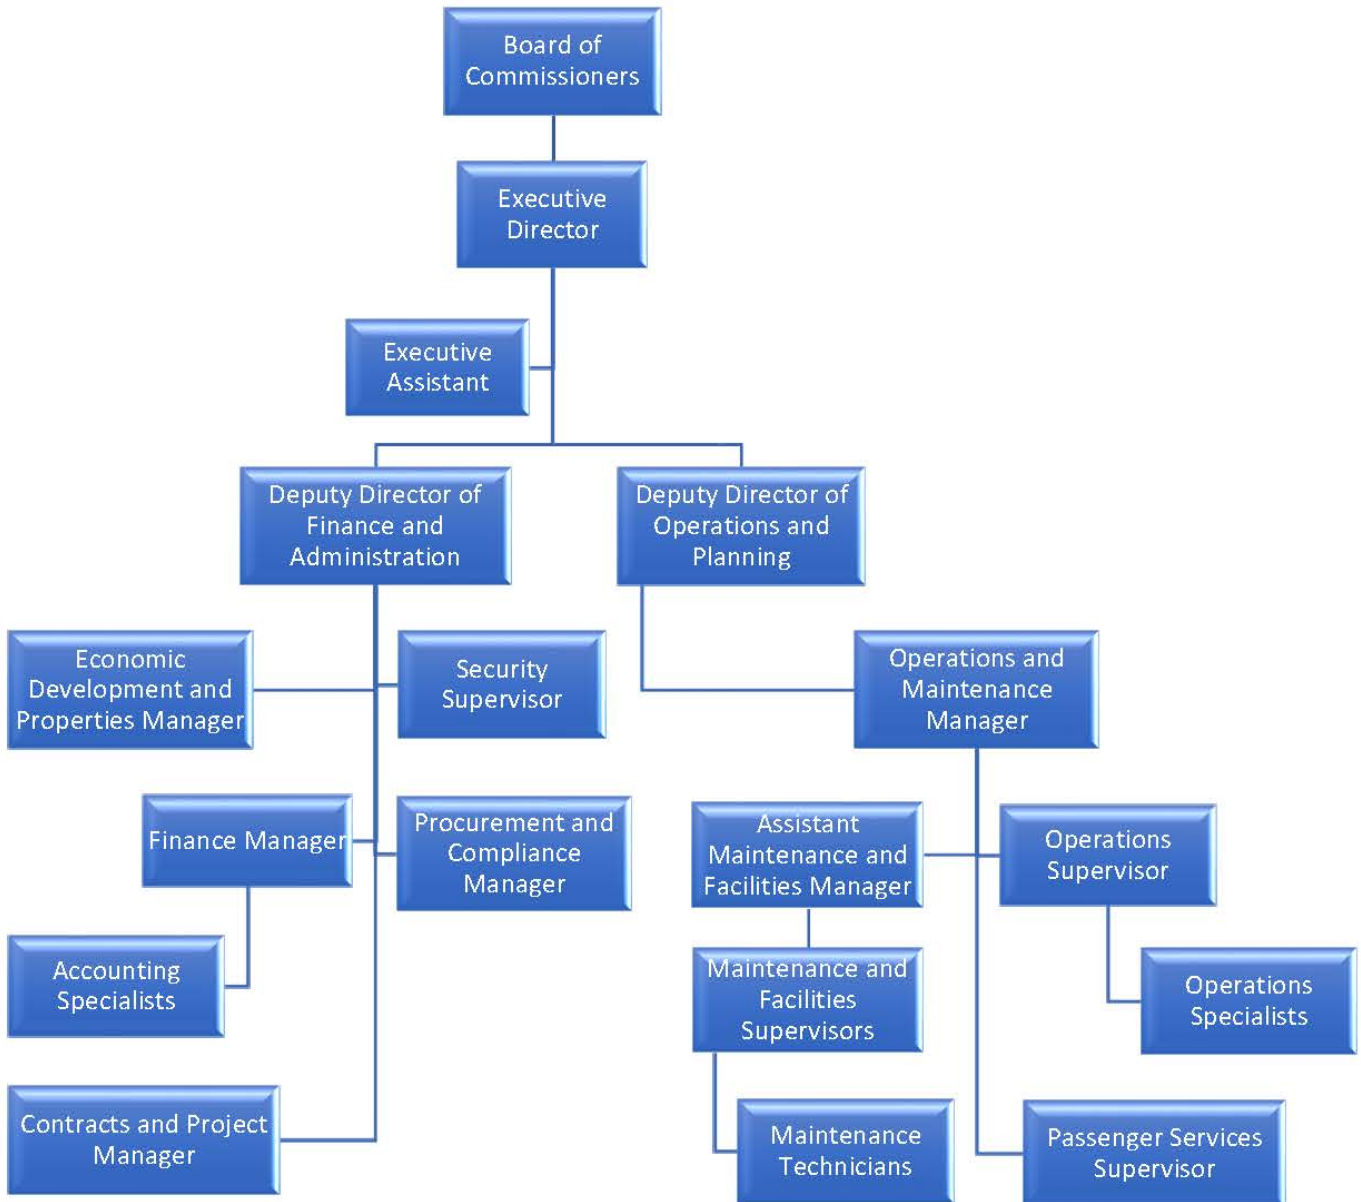 Board of
Commissioners
Executive
Director
Executive
Assistant
Deputy Director of
Finance and
Administration
Deputy Director of
Operations and
Planning
Economic
Development and
Properties Manager
Security
Supervisor
Operations and
Maintenance
Manager
Finance Manager
Procurement and
Compliance
Manager
Assistant
Maintenance and
Facilities Manager
Operations
Supervisor
Accounting
Specialists
Maintenance and
Facilities
Supervisors
Operations
Specialists
Contracts and Project
Manager
Maintenance
Technicians
Passenger Services
Supervisor